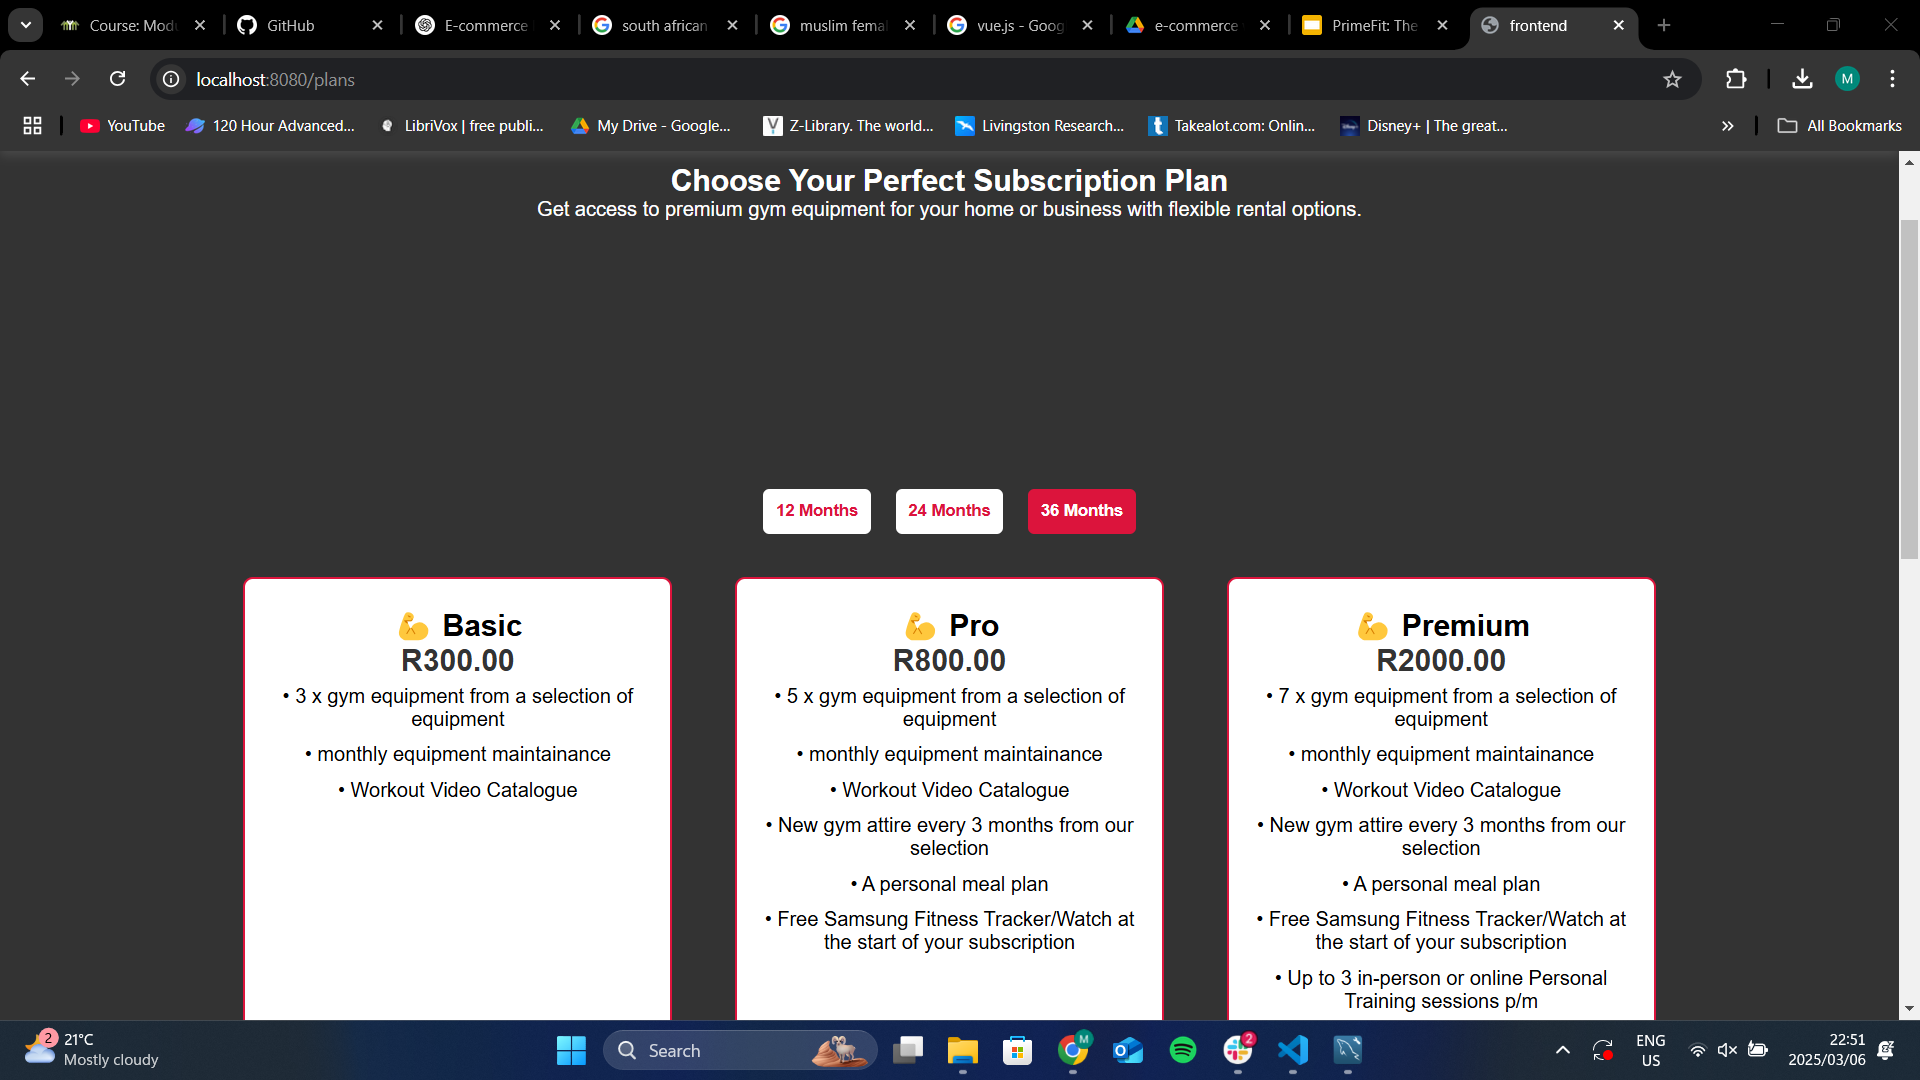 Course: Modu
GitHub
E-commerce
south african
muslim femal
vue.js - Goog
e-commerce
PrimeFit: The
frontend
localhost:8080/plans
M
YouTube
120 Hour Advanced...
LibriVox | free publi...
My Drive - Google...
Z-Library. The world...
Livingston Research...
Takealot.com: Onlin...
Disney+ | The great...
All Bookmarks
Choose Your Perfect Subscription Plan
Get access to premium gym equipment for your home or business with flexible rental options.
12 Months
24 Months
36 Months
Basic
R300.00
• 3 x gym equipment from a selection of
equipment
• monthly equipment maintainance
• Workout Video Catalogue
Pro
R800.00
• 5 x gym equipment from a selection of
equipment
• monthly equipment maintainance
• Workout Video Catalogue
• New gym attire every 3 months from our
selection
• A personal meal plan
• Free Samsung Fitness Tracker/Watch at
the start of your subscription
Premium
R2000.00
• 7 x gym equipment from a selection of
equipment
• monthly equipment maintainance
• Workout Video Catalogue
• New gym attire every 3 months from our
selection
• A personal meal plan
• Free Samsung Fitness Tracker/Watch at
the start of your subscription
• Up to 3 in-person or online Personal
Training sessions p/m
2
21°C
Mostly cloudy
Search
M
2
ENG
US
22:51
2025/03/06